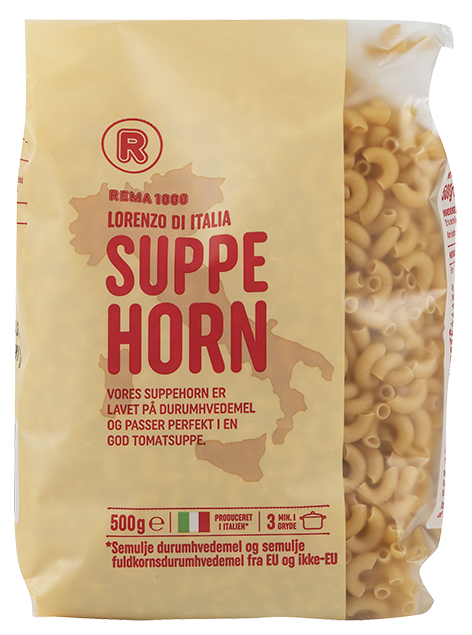 R
REMA 1000
LORENZO DI ITALIA
SUPPE
HORN
VORES SUPPEHORN ER
LAVET PÅ DURUMHVEDEMEL
OG PASSER PERFEKT I EN
GOD TOMATSUPPE.
500g ℮
PRODUCERET
I ITALIEN*
3 MIN. I
GRYDE
*Semulje durumhvedemel og semulje
fuldkornsdurumhvedemel fra EU og ikke-EU